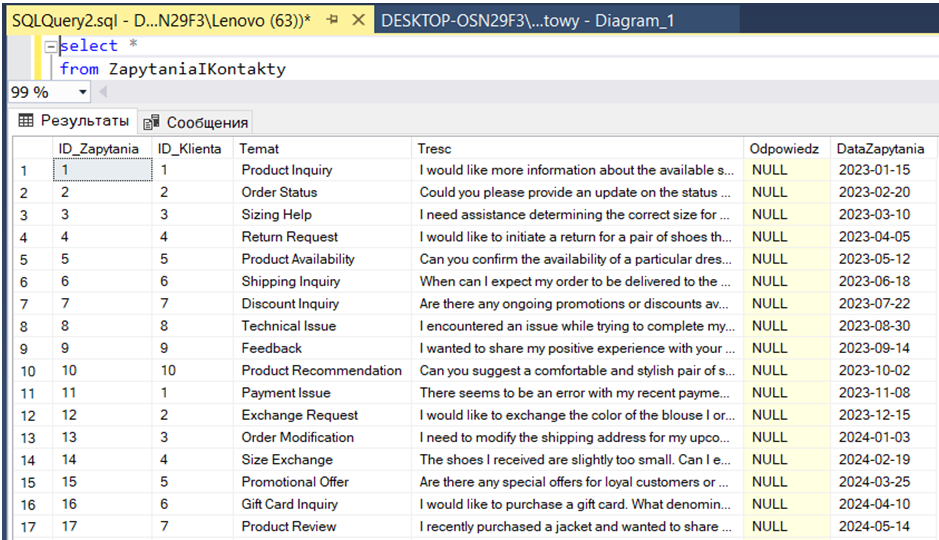 SQLQuery2.sql - D...N29F3\Lenovo (63))* DESKTOP-OSN29F3\...towy - Diagram_1
select *
from ZapytaniaIKontakty
99 %
Результаты Сообщения
ID_Zapytania ID_Klienta Temat Tresc Odpowiedz DataZapytania
1 1 1 Product Inquiry I would like more information about the available s... NULL 2023-01-15
2 2 2 Order Status Could you please provide an update on the status ... NULL 2023-02-20
3 3 3 Sizing Help I need assistance determining the correct size for ... NULL 2023-03-10
4 4 4 Return Request I would like to initiate a return for a pair of shoes th... NULL 2023-04-05
5 5 5 Product Availability Can you confirm the availability of a particular dres... NULL 2023-05-12
6 6 6 Shipping Inquiry When can I expect my order to be delivered to the ... NULL 2023-06-18
7 7 7 Discount Inquiry Are there any ongoing promotions or discounts av... NULL 2023-07-22
8 8 8 Technical Issue I encountered an issue while trying to complete my... NULL 2023-08-30
9 9 9 Feedback I wanted to share my positive experience with your ... NULL 2023-09-14
10 10 10 Product Recommendation Can you suggest a comfortable and stylish pair of s... NULL 2023-10-02
11 11 1 Payment Issue There seems to be an error with my recent payme... NULL 2023-11-08
12 12 2 Exchange Request I would like to exchange the color of the blouse I or... NULL 2023-12-15
13 13 3 Order Modification I need to modify the shipping address for my upco... NULL 2024-01-03
14 14 4 Size Exchange The shoes I received are slightly too small. Can I e... NULL 2024-02-19
15 15 5 Promotional Offer Are there any special offers for loyal customers or ... NULL 2024-03-25
16 16 6 Gift Card Inquiry I would like to purchase a gift card. What denomin... NULL 2024-04-10
17 17 7 Product Review I recently purchased a jacket and wanted to share ... NULL 2024-05-14